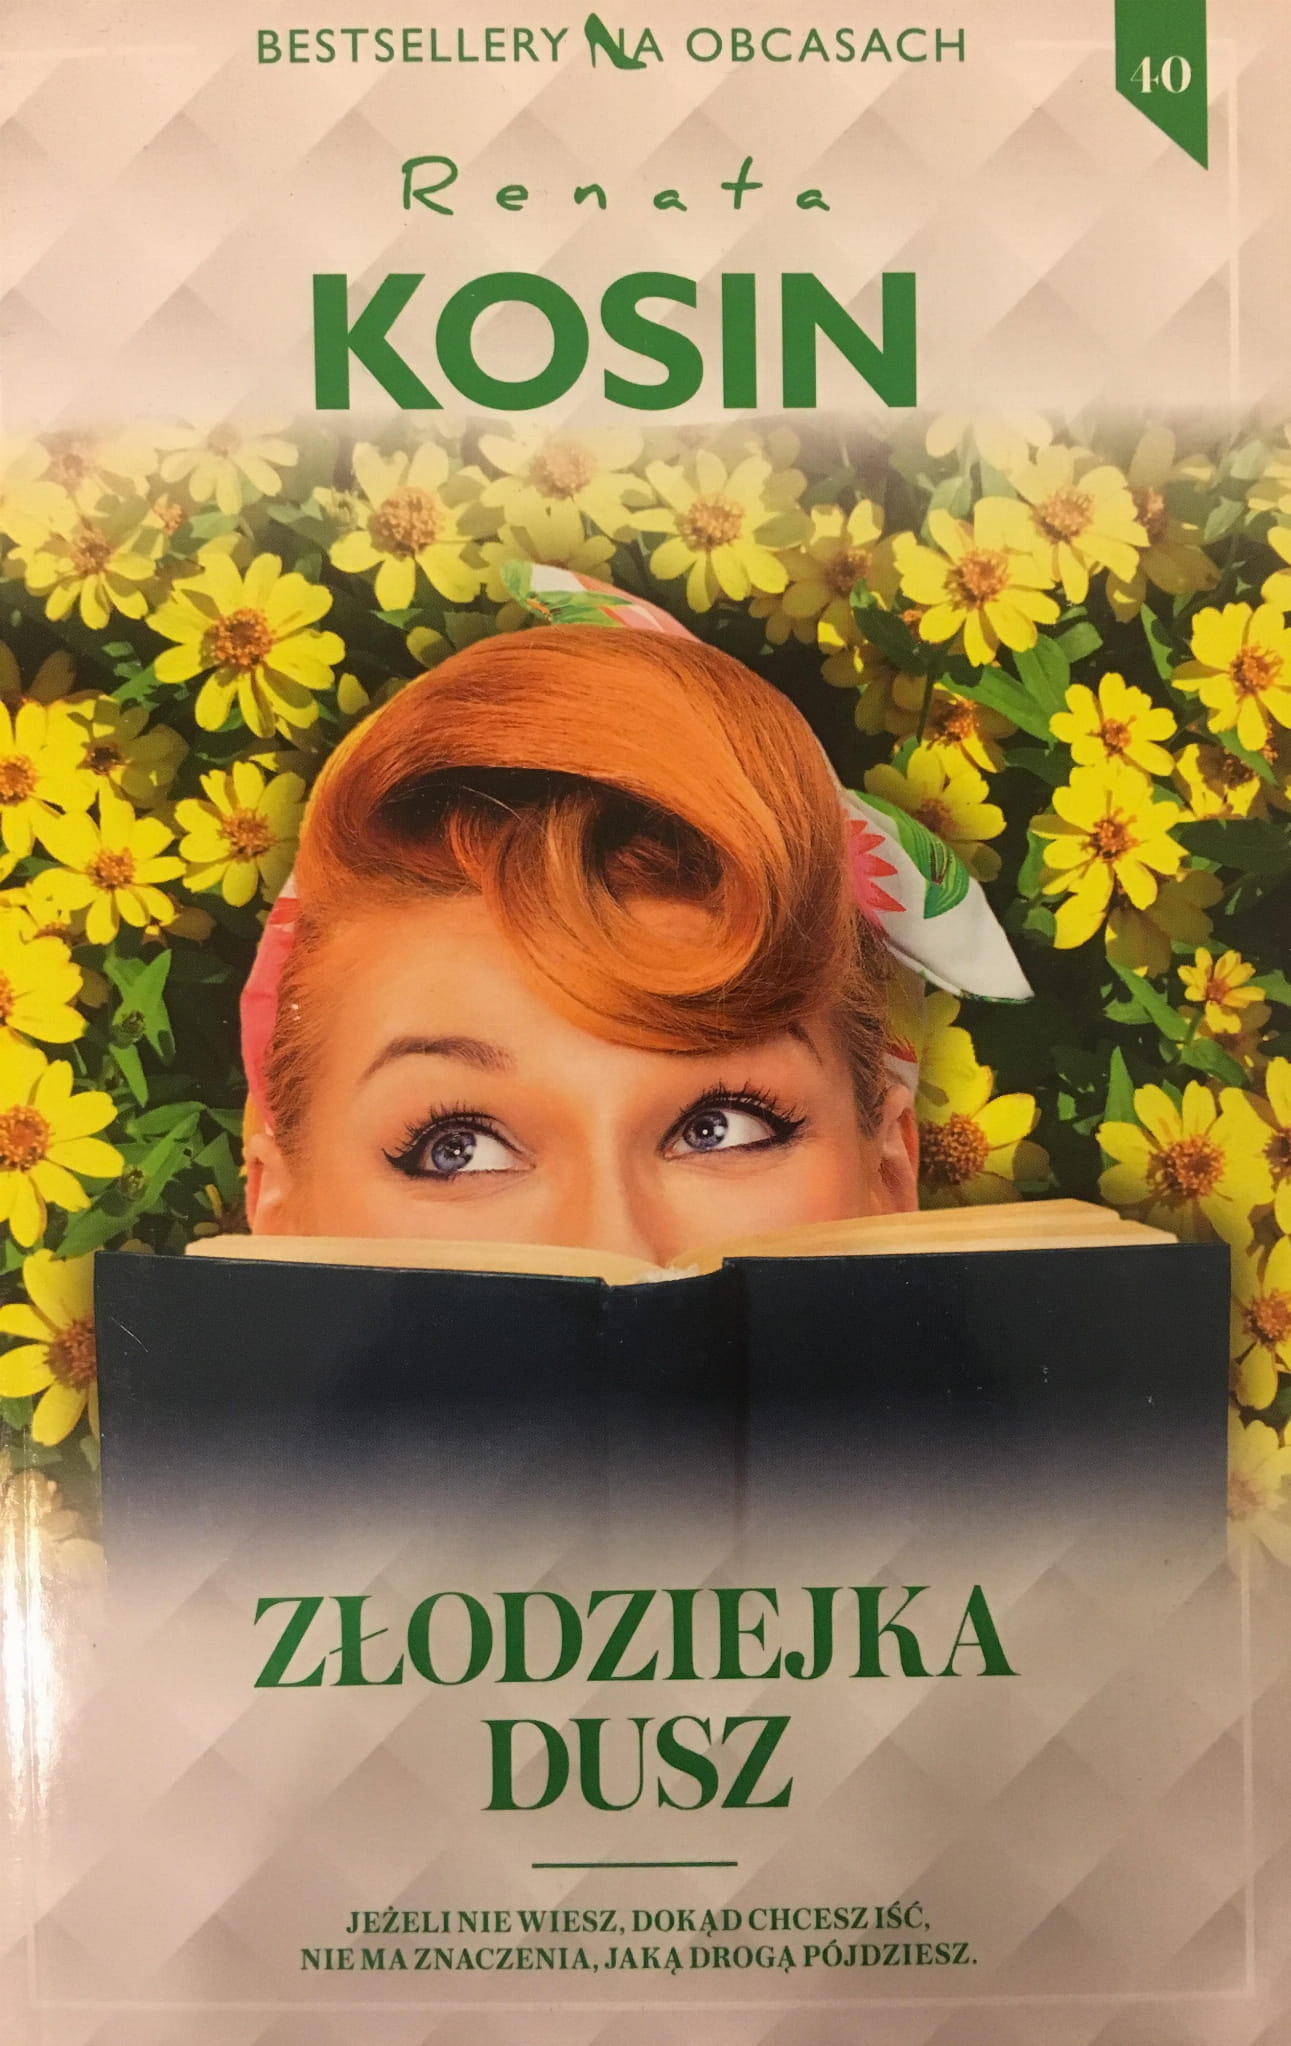 BESTSELLERY NA OBCASACH
40
Renata
KOSIN
ZŁODZIEJKA
DUSZ
JEŻELI NIE WIESZ, DOKĄD CHCESZ IŚĆ,
NIE MA ZNACZENIA, JAKĄ DROGĄ PÓJDZIESZ.